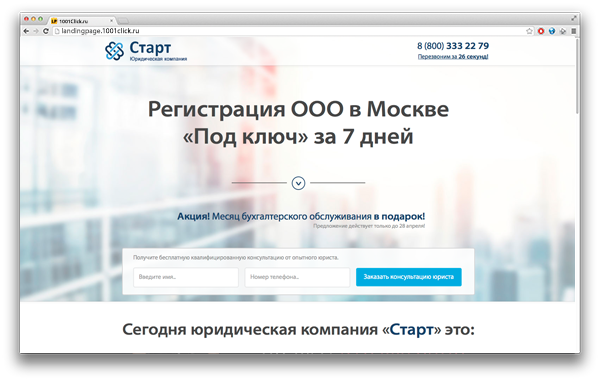 1001Click.ru
landingpage.1001click.ru
Старт
Юридическая компания
8 (800) 333 22 79
Перезвоним за 26 секунд!
Регистрация ООО в Москве
«Под ключ» за 7 дней
Акция! Месяц бухгалтерского обслуживания в подарок!
Предложение действует только до 28 апреля!
Получите бесплатную квалифицированную консультацию от опытного юриста.
Введите имя..
Номер телефона..
Заказать консультацию юриста
Сегодня юридическая компания «Старт» это: